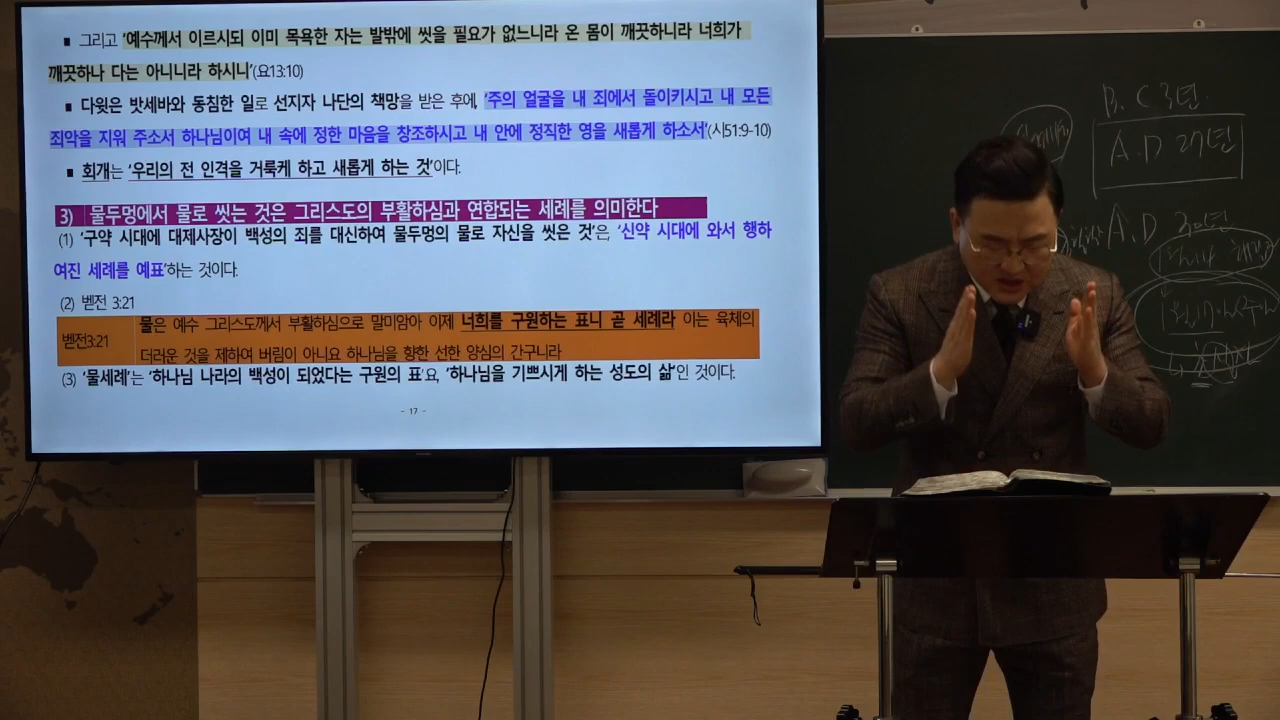 ▪ 그리고 '예수께서 이르시되 이미 목욕한 자는 발밖에 씻을 필요가 없느니라 온 몸이 깨끗하니라 너희가
깨끗하나 다는 아니니라 하시니'(요13:10)
▪ 다윗은 밧세바와 동침한 일로 선지자 나단의 책망을 받은 후에, '주의 얼굴을 내 죄에서 돌이키시고 내 모든
죄악을 지워 주소서 하나님이여 내 속에 정한 마음을 창조하시고 내 안에 정직한 영을 새롭게 하소서'(시51:9-10)
▪ 회개는 '우리의 전 인격을 거룩케 하고 새롭게 하는 것'이다.
3) 물두멍에서 물로 씻는 것은 그리스도의 부활하심과 연합되는 세례를 의미한다
(1) '구약 시대에 대제사장이 백성의 죄를 대신하여 물두멍의 물로 자신을 씻은 것'은, '신약 시대에 와서 행하
여진 세례를 예표'하는 것이다.
(2) 벧전 3:21
벧전3:21 물은 예수 그리스도께서 부활하심으로 말미암아 이제 너희를 구원하는 표니 곧 세례라 이는 육체의
더러운 것을 제하여 버림이 아니요 하나님을 향한 선한 양심의 간구니라
(3) '물세례'는 '하나님 나라의 백성이 되었다는 구원의 표'요, '하나님을 기쁘시게 하는 성도의 삶'인 것이다.
- 17 -
B.C 3년.
A.D 27년
A.D 30년